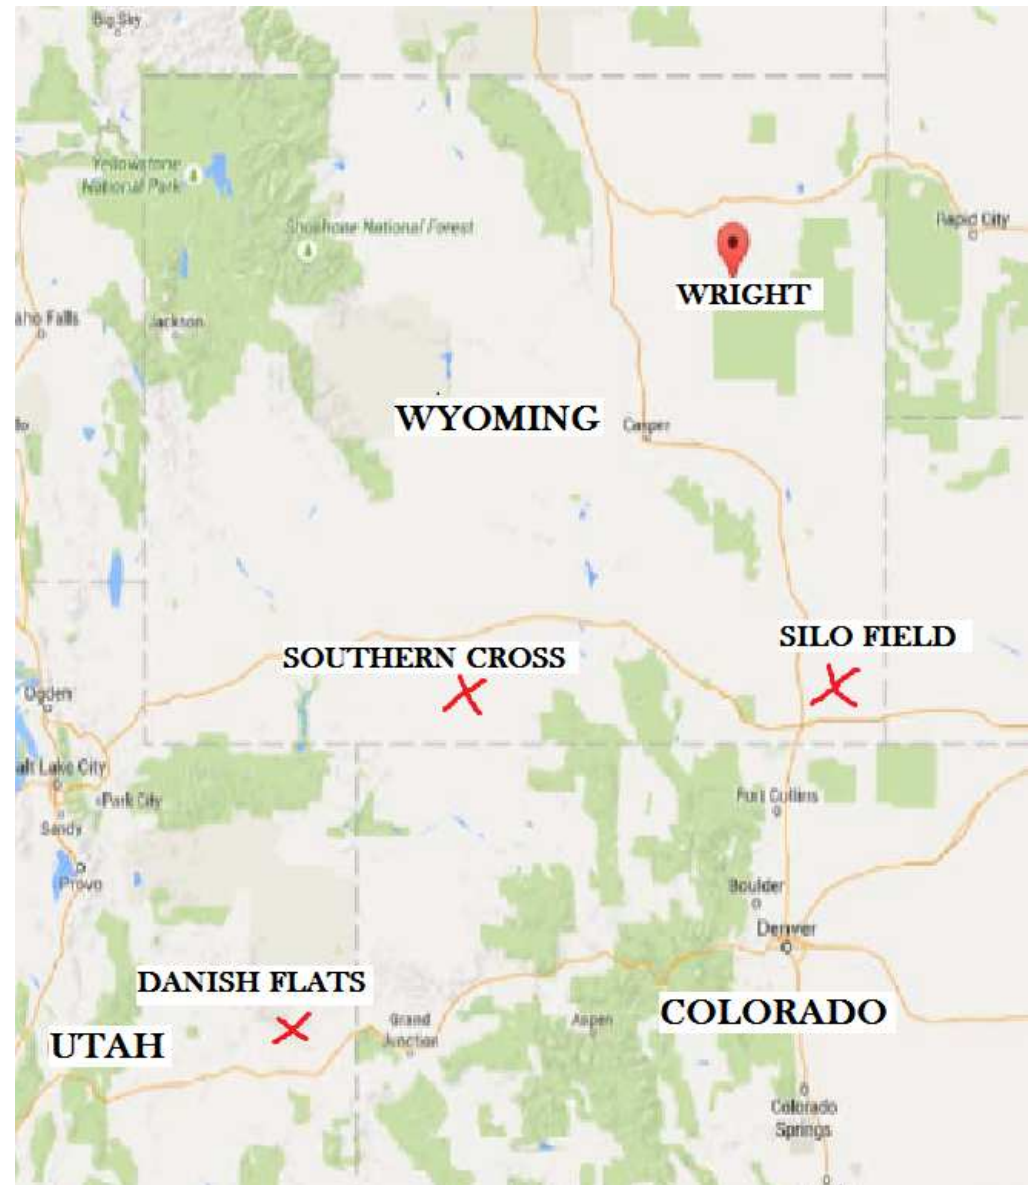 Big Sky
Yellowstone
National Park
Shoshone National Forest
Rapid City
WRIGHT
aho Falls
Jackson
WYOMING
Casper
lo
SILO FIELD
SOUTHERN CROSS
Ogden
alt Lake City
Park City
Fort Collins
Sandy
Provo
Boulder
Denver
DANISH FLATS
COLORADO
Grand
Junction
Aspen
UTAH
Colorado
Springs